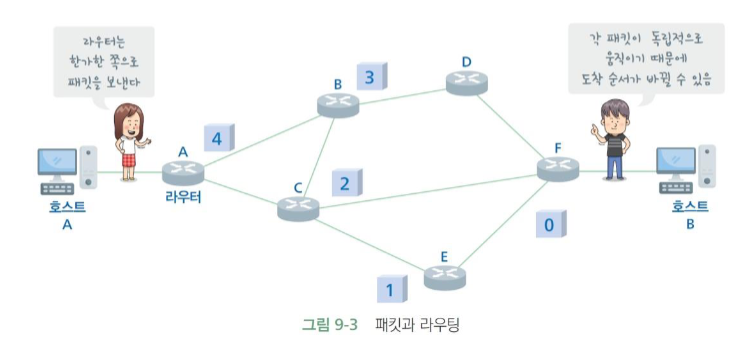 라우터는
한가한 쪽으로
패킷을 보낸다
각 패킷이 독립적으로
움직이기 때문에
도착 순서가 바뀔 수 있음
D
B
3
A
4
F
C
2
라우터
호스트
A
호스트
B
0
E
1
그림 9-3 패킷과 라우팅